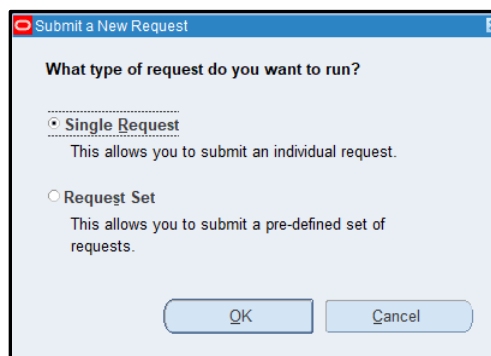 Submit a New Request
What type of request do you want to run?
Single Request
This allows you to submit an individual request.
Request Set
This allows you to submit a pre-defined set of
requests.
OK
Cancel